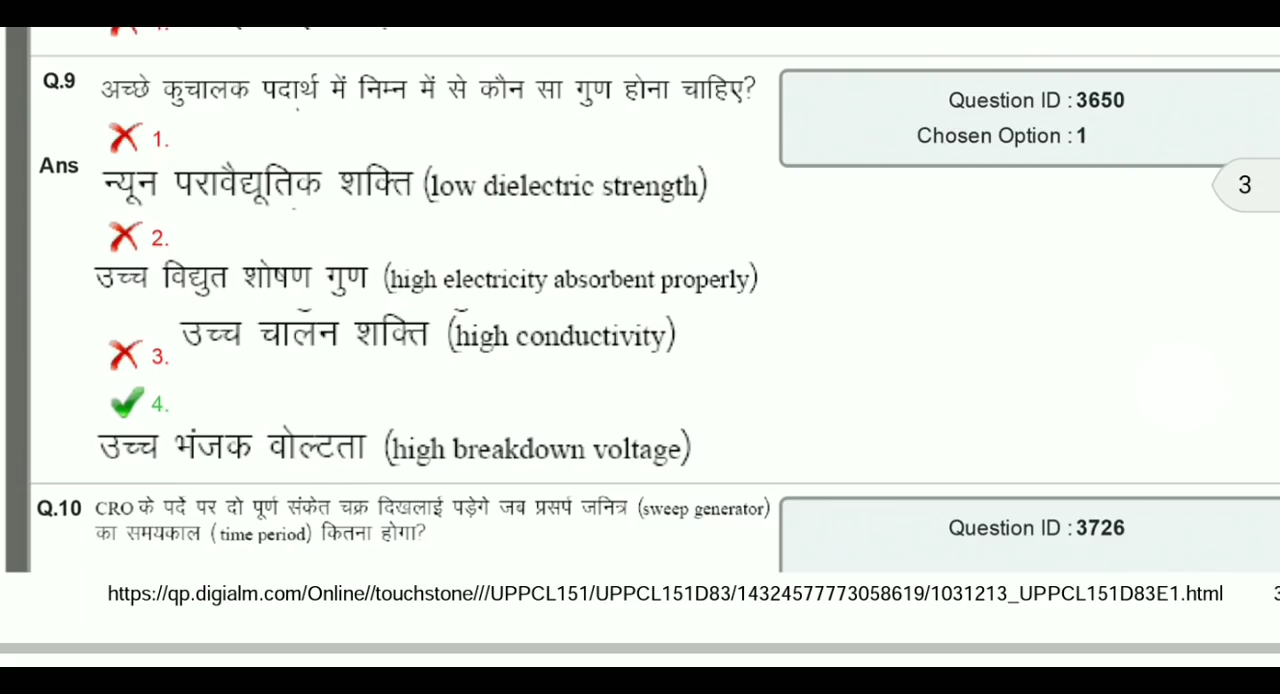 Q.9 अच्छे कुचालक पदार्थ में निम्न में से कौन सा गुण होना चाहिए?
Question ID : 3650
Chosen Option : 1
1.
Ans
न्यून परावैद्यूतिक शक्ति (low dielectric strength)
3
2.
उच्च विद्युत शोषण गुण (high electricity absorbent properly)
3. उच्च चालन शक्ति (high conductivity)
4.
उच्च भंजक वोल्टता (high breakdown voltage)
Q.10 CRO के पर्दे पर दो पूर्ण संकेत चक्र दिखलाई पड़ेगे जब प्रसर्प जनित्र (sweep generator)
का समयकाल (time period) कितना होगा?
Question ID : 3726
https://qp.digialm.com/Online//touchstone///UPPCL151/UPPCL151D83/14324577773058619/1031213_UPPCL151D83E1.html